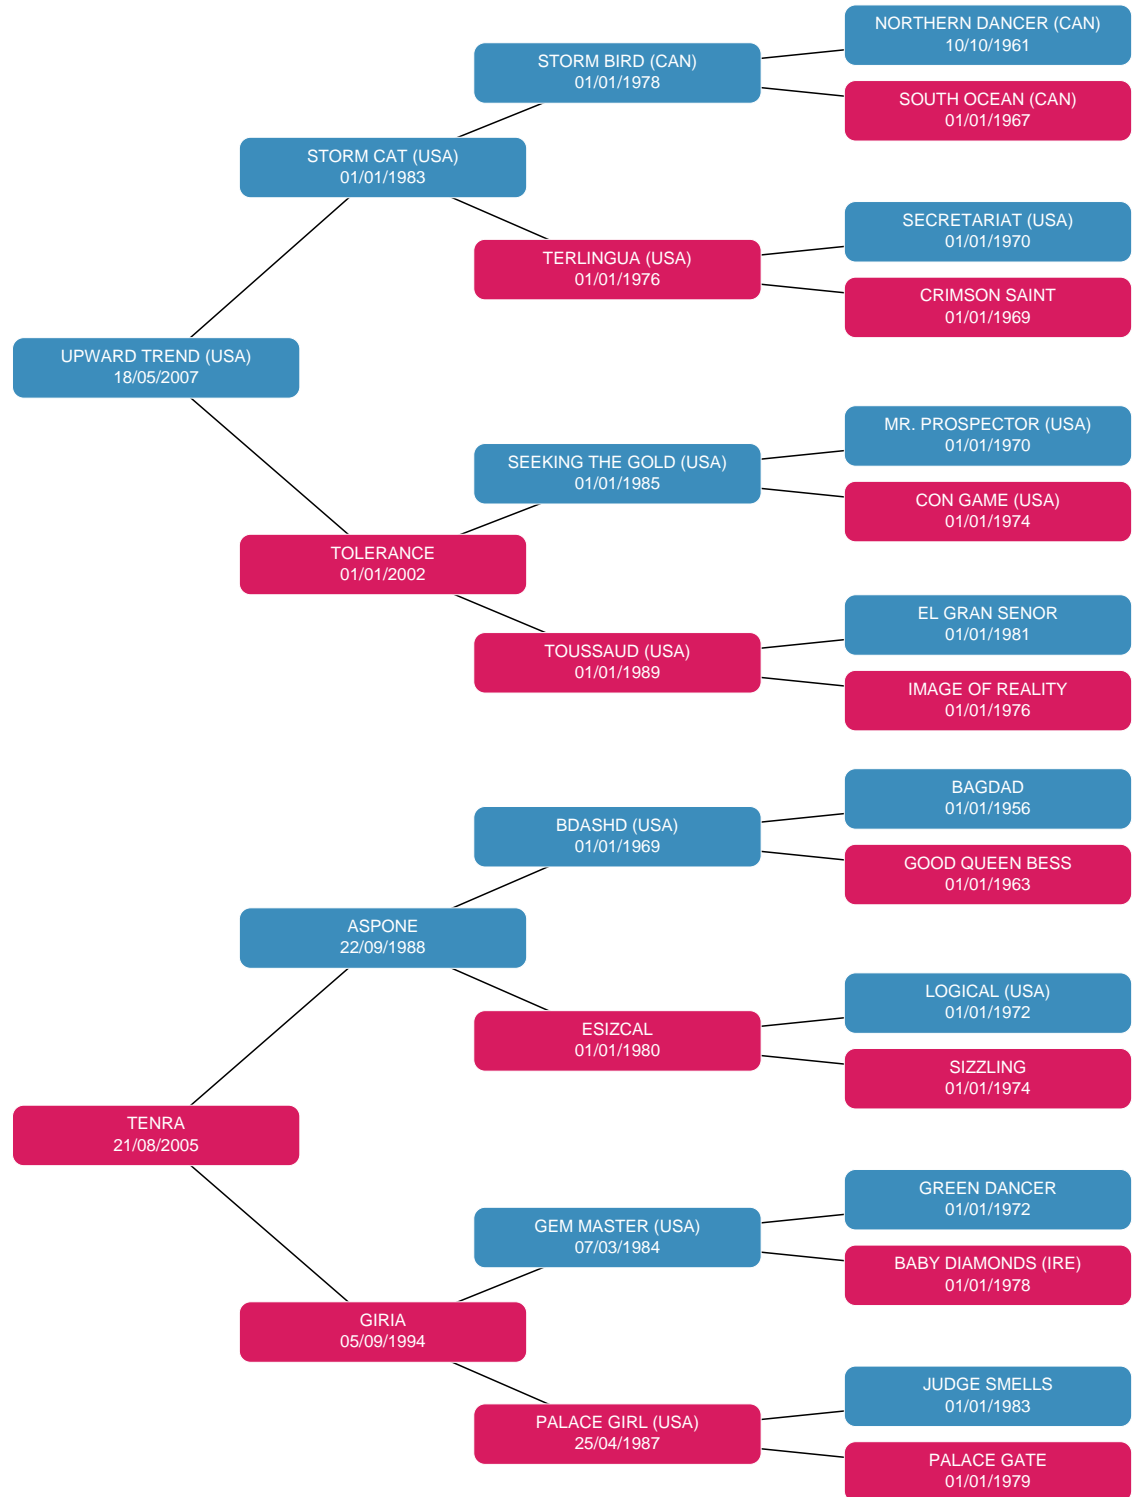 NORTHERN DANCER (CAN)
10/10/1961
STORM BIRD (CAN)
01/01/1978
SOUTH OCEAN (CAN)
01/01/1967
STORM CAT (USA)
01/01/1983
SECRETARIAT (USA)
01/01/1970
TERLINGUA (USA)
01/01/1976
CRIMSON SAINT
01/01/1969
UPWARD TREND (USA)
18/05/2007
MR. PROSPECTOR (USA)
01/01/1970
SEEKING THE GOLD (USA)
01/01/1985
CON GAME (USA)
01/01/1974
TOLERANCE
01/01/2002
EL GRAN SENOR
01/01/1981
TOUSSAUD (USA)
01/01/1989
IMAGE OF REALITY
01/01/1976
BAGDAD
01/01/1956
BDASHD (USA)
01/01/1969
GOOD QUEEN BESS
01/01/1963
ASPONE
22/09/1988
LOGICAL (USA)
01/01/1972
ESIZCAL
01/01/1980
SIZZLING
01/01/1974
TENRA
21/08/2005
GREEN DANCER
01/01/1972
GEM MASTER (USA)
07/03/1984
BABY DIAMONDS (IRE)
01/01/1978
GIRIA
05/09/1994
JUDGE SMELLS
01/01/1983
PALACE GIRL (USA)
25/04/1987
PALACE GATE
01/01/1979